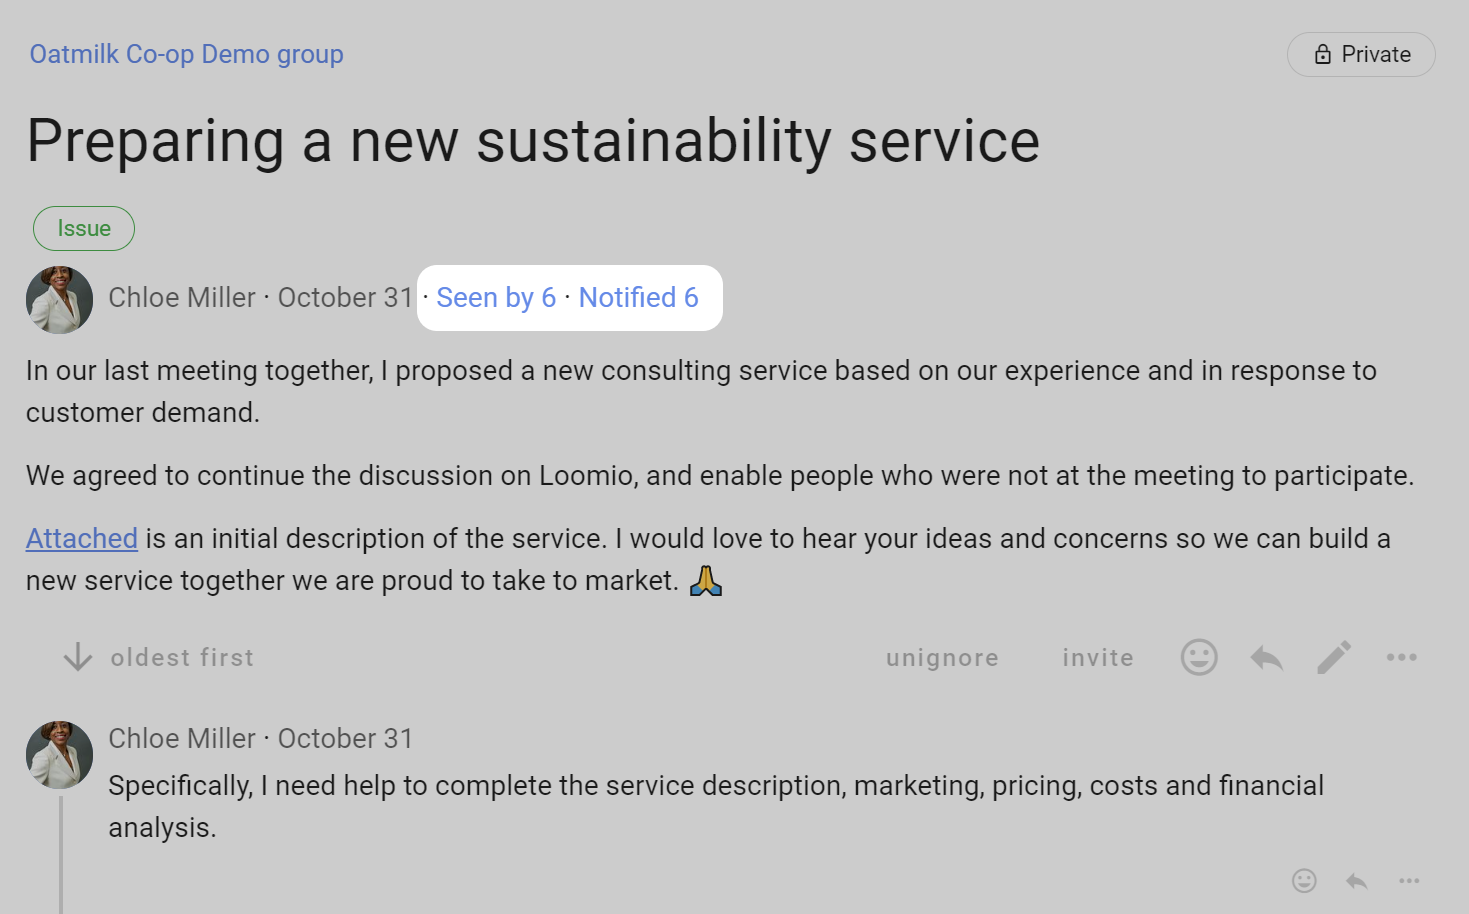 Oatmilk Co-op Demo group
Private
Preparing a new sustainability service
Issue
Chloe Miller · October 31 · Seen by 6 · Notified 6
In our last meeting together, I proposed a new consulting service based on our experience and in response to
customer demand.
We agreed to continue the discussion on Loomio, and enable people who were not at the meeting to participate.
Attached is an initial description of the service. I would love to hear your ideas and concerns so we can build a
new service together we are proud to take to market. 🙏
oldest first
unignore
invite
Chloe Miller · October 31
Specifically, I need help to complete the service description, marketing, pricing, costs and financial
analysis.